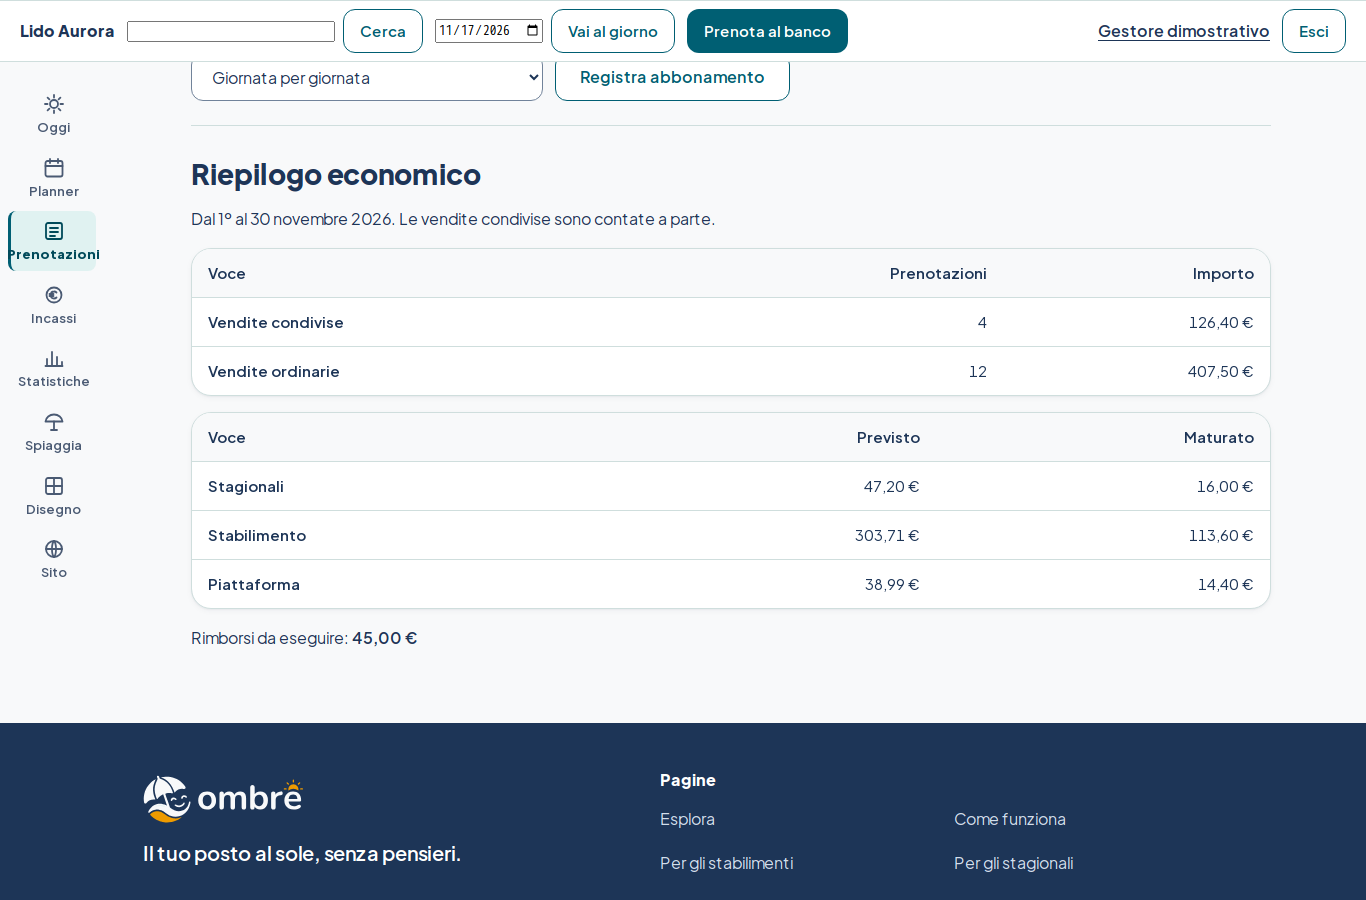 Lido Aurora
Cerca
11/17/2026
Vai al giorno
Prenota al banco
Gestore dimostrativo
Esci
Giornata per giornata
Registra abbonamento
Oggi
Planner
Prenotazioni
Incassi
Statistiche
Spiaggia
Disegno
Sito
Riepilogo economico
Dal 1º al 30 novembre 2026. Le vendite condivise sono contate a parte.
Voce Prenotazioni Importo
Vendite condivise 4 126,40 €
Vendite ordinarie 12 407,50 €
Voce Previsto Maturato
Stagionali 47,20 € 16,00 €
Stabilimento 303,71 € 113,60 €
Piattaforma 38,99 € 14,40 €
Rimborsi da eseguire: 45,00 €
ombre
Il tuo posto al sole, senza pensieri.
Pagine
Esplora
Come funziona
Per gli stabilimenti
Per gli stagionali